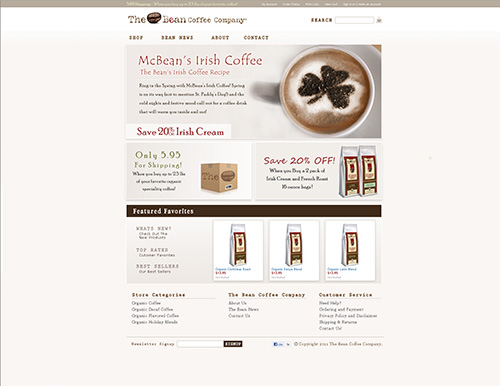 The Bean Coffee Company
SEARCH
SHOP BEAN NEWS ABOUT CONTACT
McBean's Irish Coffee
The Bean's Irish Coffee Recipe
Frog to the Spring with McBean's Irish Coffee! Spring
is on its way (not to mention St. Paddy's Day!) and the
cold nights and festive mood call out for a coffee drink
that will warm you inside and out!
Save 20% Irish Cream
Only 5.95
For Shipping!
When you buy up to 25 lbs
of your favorite organic
speciality coffee!
The Bean
Save 20% OFF!
When you Buy a 2 pack of
Irish Cream and French Roast
16 ounce bags!
Featured Favorites
WHATS NEW?
Check Out The
New Products
TOP RATED
Customer Favorites
BEST SELLERS
Our Best Sellers
Organic Christmas Roast
Organic Kenya Blend
Organic Latin Blend
Store Categories
Organic Coffee
Organic Decaf Coffee
Organic Flavored Coffee
Organic Holiday Blends
The Bean Coffee Company
About Us
The Bean News
Contact Us
Customer Service
Need Help?
Ordering and Payment
Privacy Policy and Disclaimer
Shipping & Returns
Contact Us!
Newsletter Signup
SIGNUP
Like
© Copyright 2011 The Bean Coffee Company.